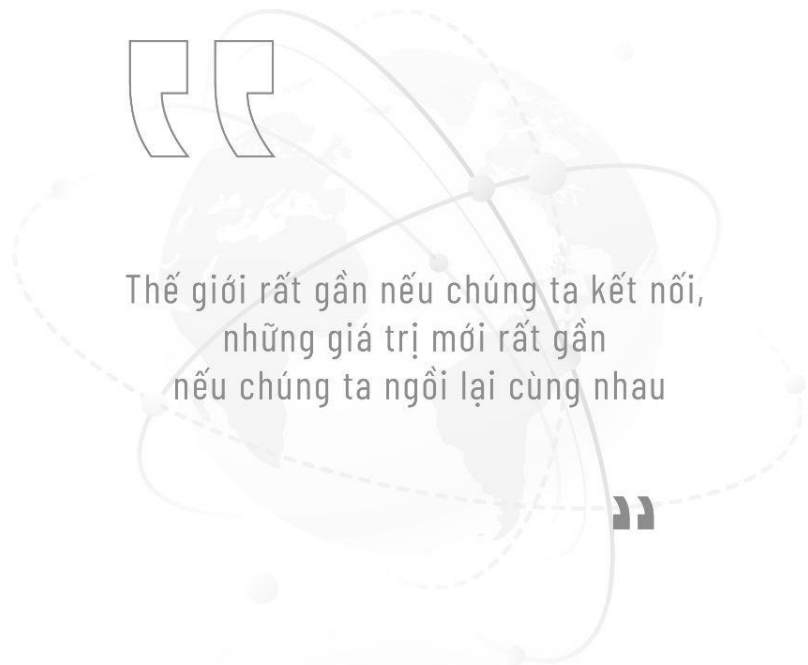 Thế giới rất gần nếu chúng ta kết nối,
những giá trị mới rất gần
nếu chúng ta ngồi lại cùng nhau